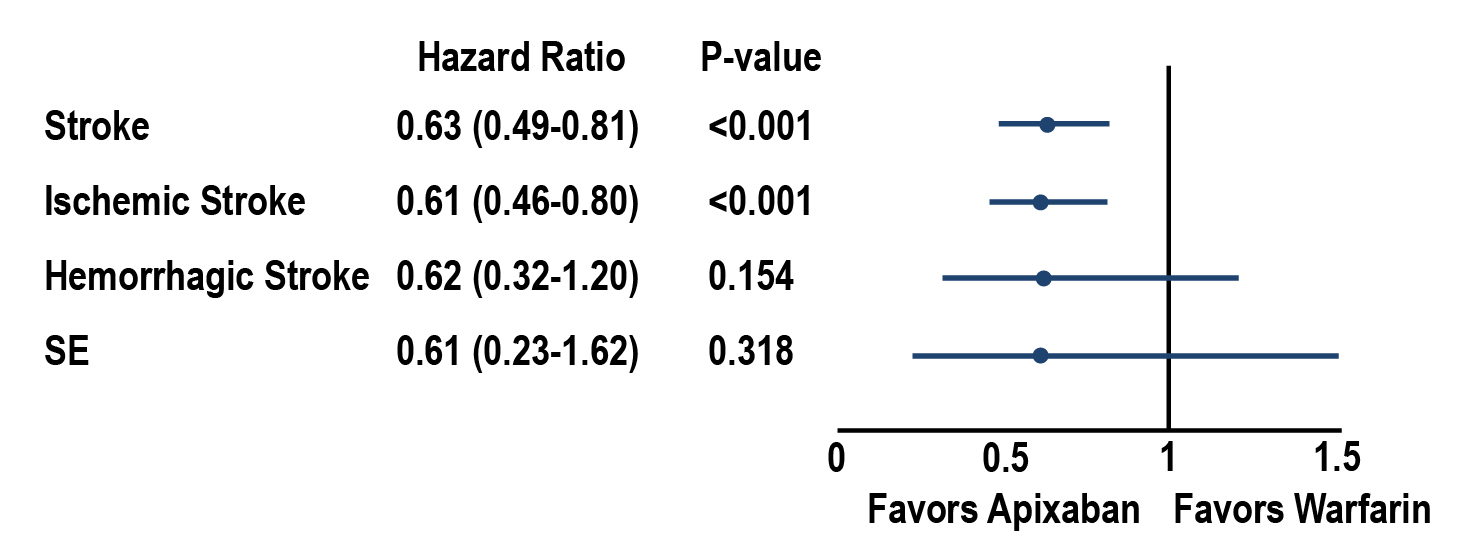 Hazard Ratio P-value
Stroke 0.63 (0.49-0.81) <0.001
Ischemic Stroke 0.61 (0.46-0.80) <0.001
Hemorrhagic Stroke 0.62 (0.32-1.20) 0.154
SE 0.61 (0.23-1.62) 0.318
0 0.5 1 1.5
Favors Apixaban Favors Warfarin